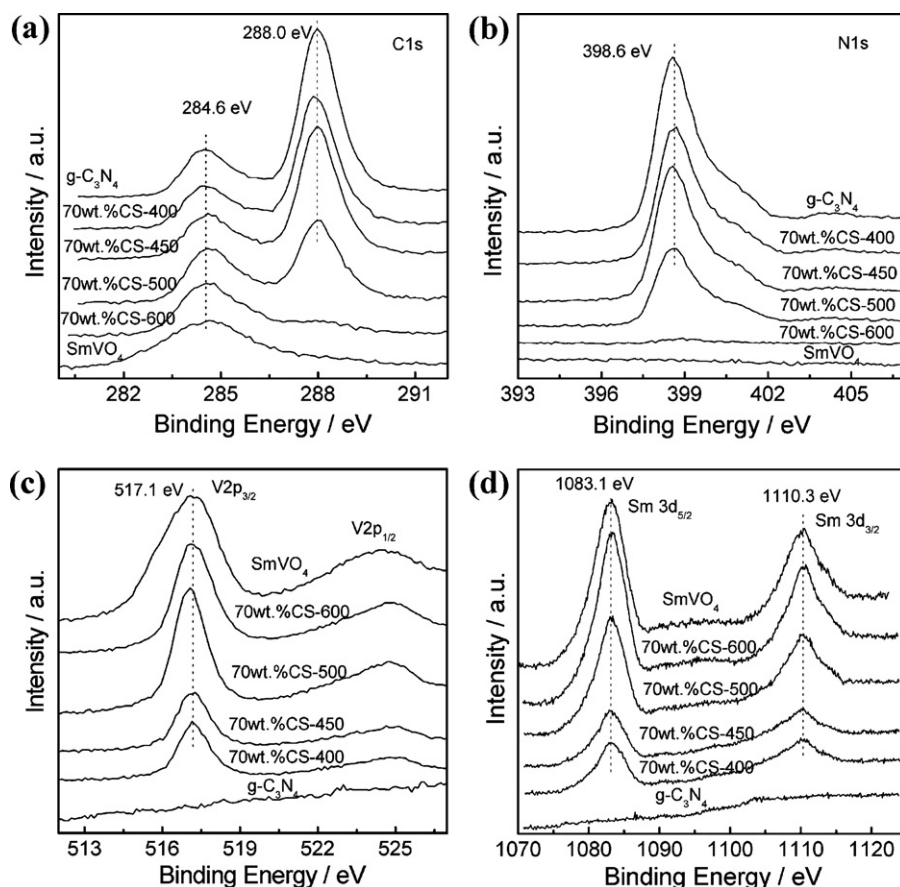 (a)
288.0 eV
C1s
284.6 eV
g-C₃N₄
70wt.%CS-400
70wt.%CS-450
70wt.%CS-500
70wt.%CS-600
SmVO₄
Intensity / a.u.
282 285 288 291
Binding Energy / eV
(b)
N1s
398.6 eV
g-C₃N₄
70wt.%CS-400
70wt.%CS-450
70wt.%CS-500
70wt.%CS-600
SmVO₄
Intensity / a.u.
393 396 399 402 405
Binding Energy / eV
(c)
517.1 eV
V2p₃/₂
V2p₁/₂
SmVO₄
70wt.%CS-600
70wt.%CS-500
70wt.%CS-450
70wt.%CS-400
g-C₃N₄
Intensity / a.u.
513 516 519 522 525
Binding Energy / eV
(d)
1083.1 eV
1110.3 eV
Sm 3d₅/₂
Sm 3d₃/₂
SmVO₄
70wt.%CS-600
70wt.%CS-500
70wt.%CS-450
70wt.%CS-400
g-C₃N₄
Intensity / a.u.
1070 1080 1090 1100 1110 1120
Binding Energy / eV